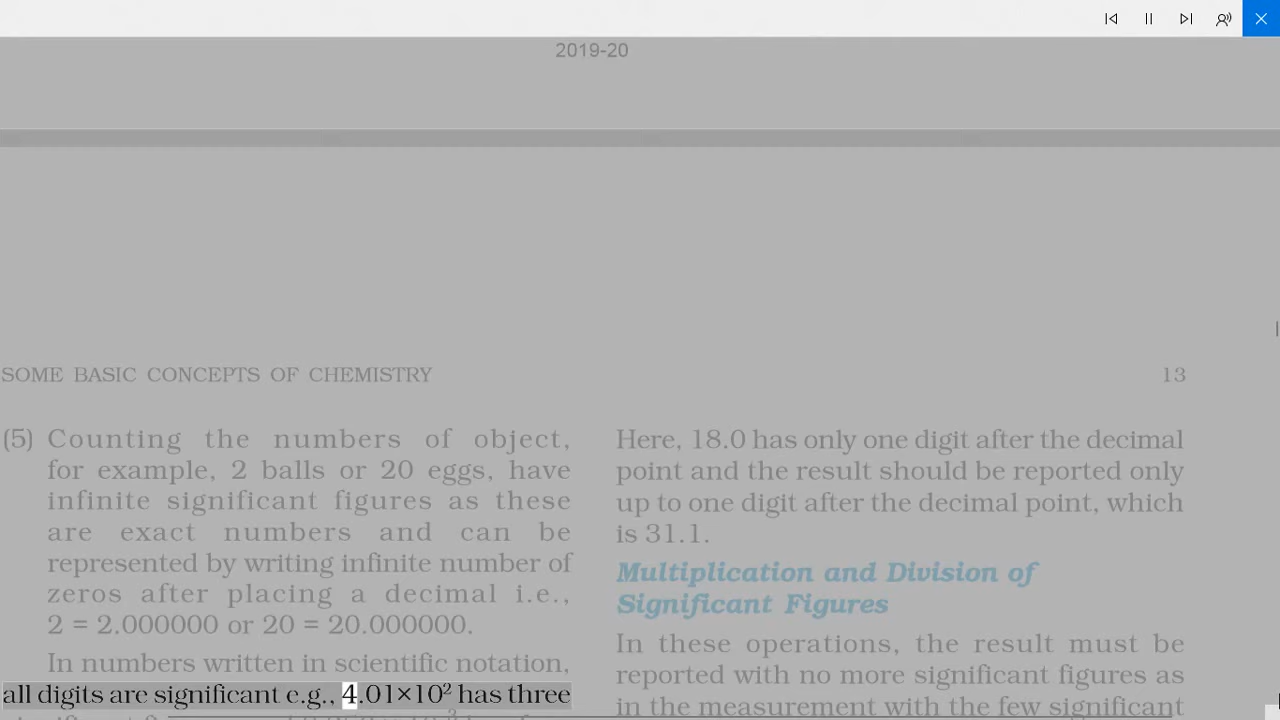 2019-20
SOME BASIC CONCEPTS OF CHEMISTRY
13
(5) Counting the numbers of object,
for example, 2 balls or 20 eggs, have
infinite significant figures as these
are exact numbers and can be
represented by writing infinite number of
zeros after placing a decimal i.e.,
2 = 2.000000 or 20 = 20.000000.
In numbers written in scientific notation,
all digits are significant e.g., 4.01×10² has three
Here, 18.0 has only one digit after the decimal
point and the result should be reported only
up to one digit after the decimal point, which
is 31.1.
Multiplication and Division of
Significant Figures
In these operations, the result must be
reported with no more significant figures as
in the measurement with the few significant